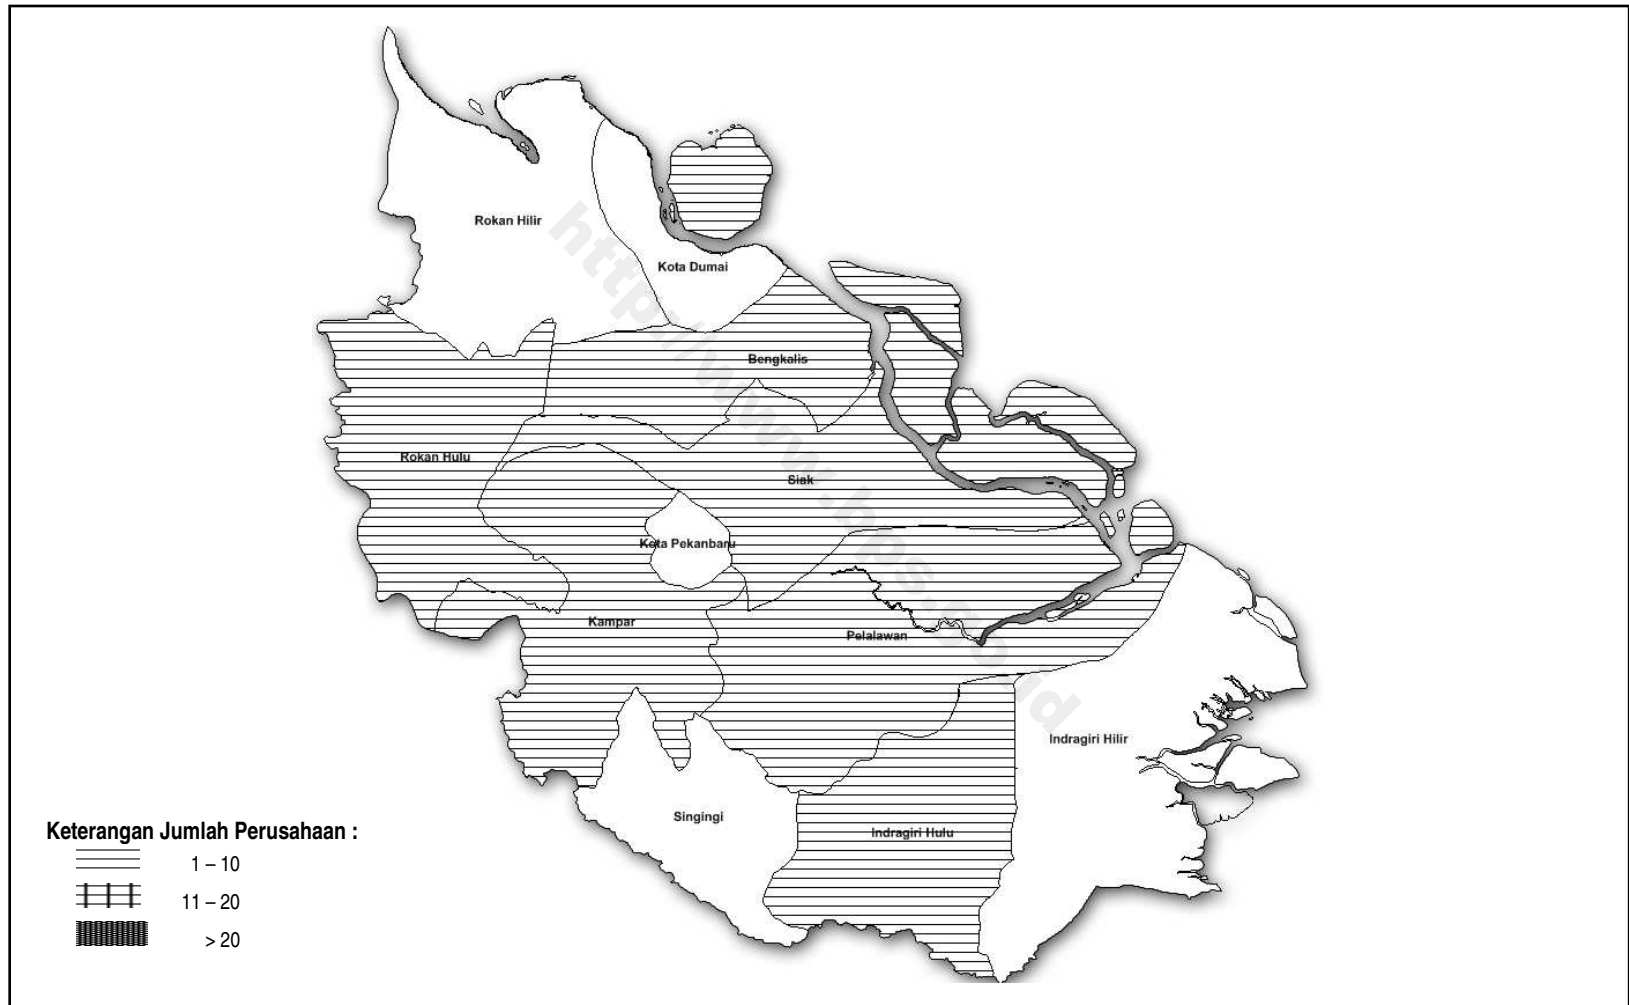 Rokan Hilir
Kota Dumai
Bengkalis
Rokan Hulu
Siak
Kota Pekanbaru
Kampar
Pelalawan
Indragiri Hilir
Singingi
Indragiri Hulu
http://www.bps.go.id
Keterangan Jumlah Perusahaan :
1 – 10
11 – 20
> 20